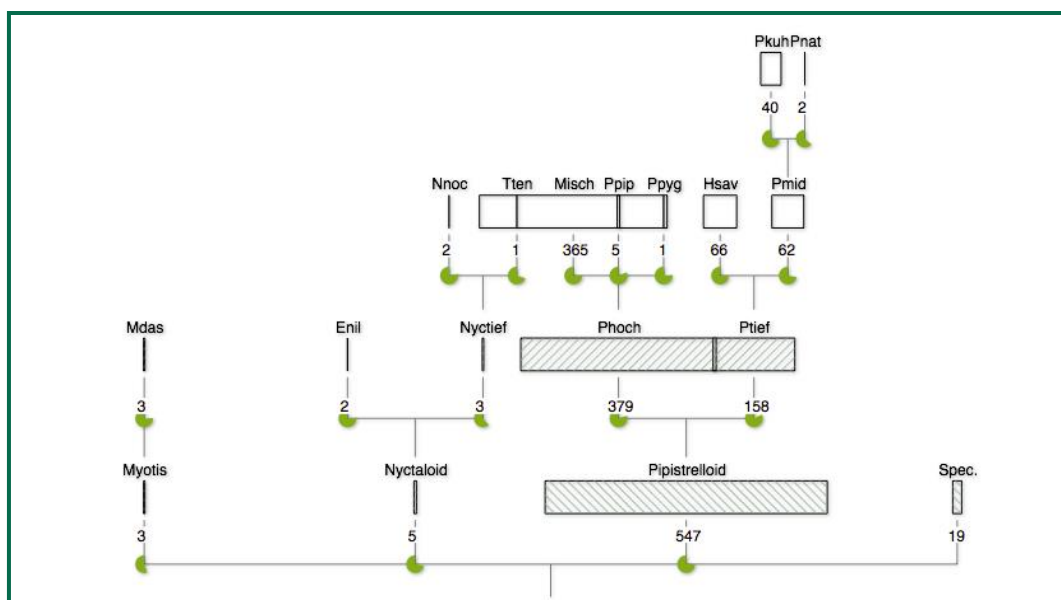 Pkuh Pnat
40 2
Nnoc Tten Misch Ppip Ppyg Hsav Pmid
2 1 365 5 1 66 62
Mdas Enil Nyctief Phoch Ptief
3 2 3 379 158
Myotis Nyctaloid Pipistrelloid Spec.
3 5 547 19